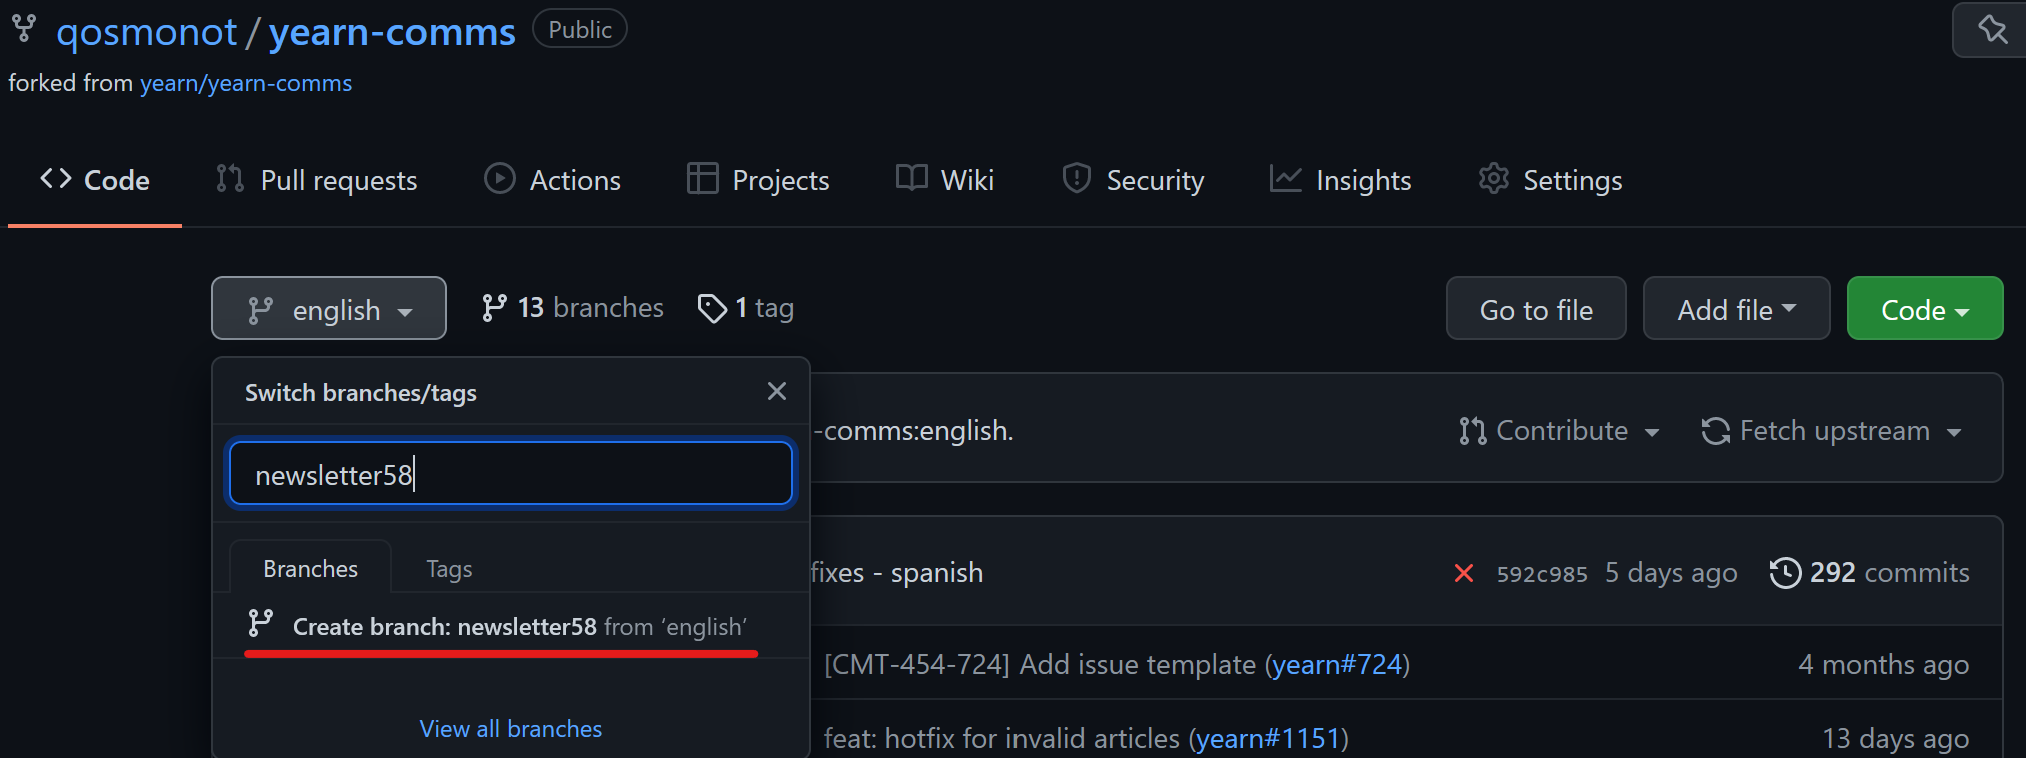 qosmonot / yearn-comms Public
forked from yearn/yearn-comms
Code Pull requests Actions Projects Wiki Security Insights Settings
english 13 branches 1 tag Go to file Add file Code
Switch branches/tags
-comms:english. Contribute Fetch upstream
newsletter58
Branches Tags
fixes - spanish 592c985 5 days ago 292 commits
Create branch: newsletter58 from ‘english’
[CMT-454-724] Add issue template (yearn#724) 4 months ago
View all branches
feat: hotfix for invalid articles (yearn#1151) 13 days ago